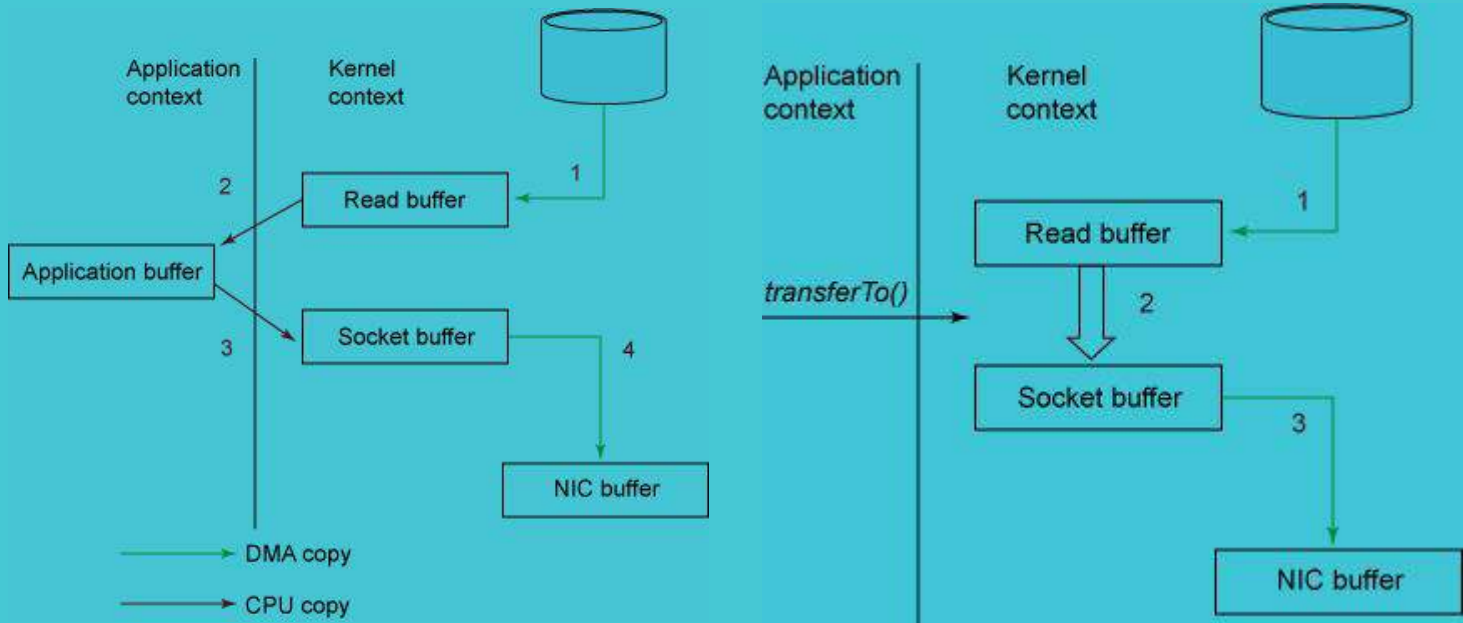 Application
context
Kernel
context
1
2
Read buffer
Application buffer
3
Socket buffer
4
NIC buffer
DMA copy
CPU copy
Application
context
Kernel
context
1
Read buffer
transferTo()
2
Socket buffer
3
NIC buffer